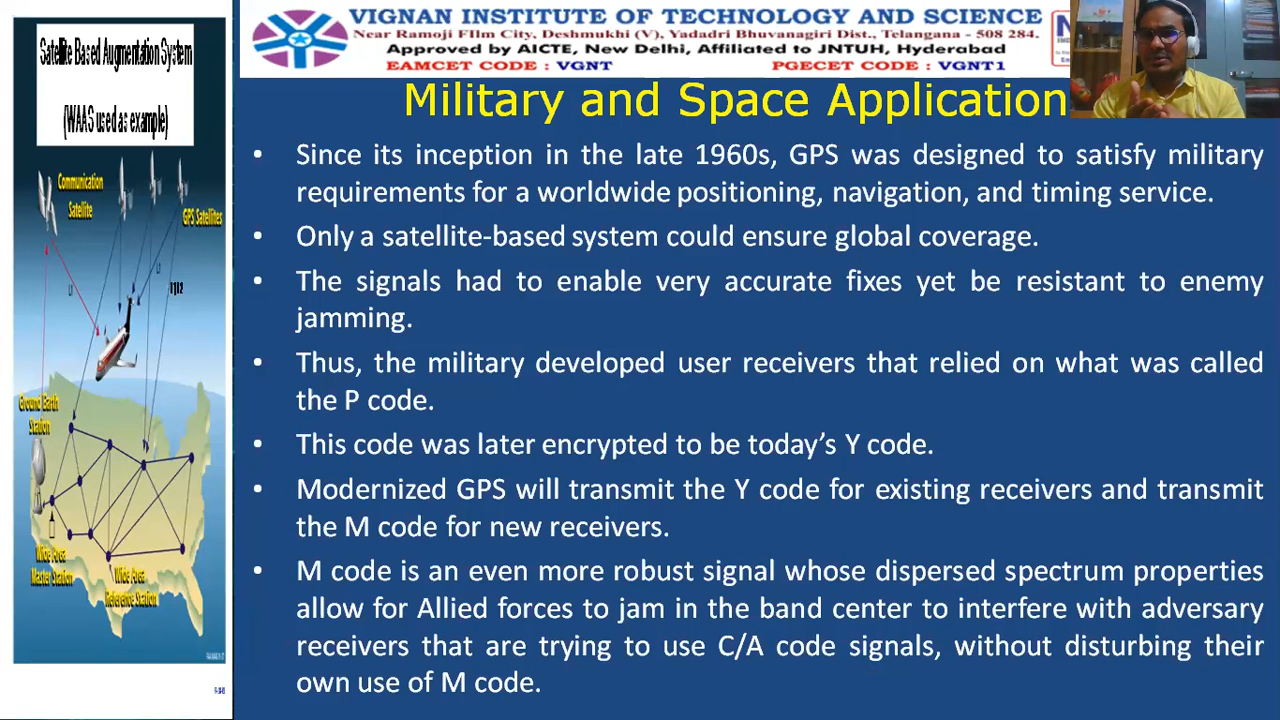 Satellite Based Augmentation System
(WAAS used as example)
Communication
Satellite
GPS Satellites
L1
L1
Ground Earth
Station
Wide Area
Master Station
Wide Area
Reference Station
VIGNAN INSTITUTE OF TECHNOLOGY AND SCIENCE
Near Ramoji FIlm City, Deshmukhi (V), Yadadri Bhuvanagiri Dist., Telangana - 508 284.
Approved by AICTE, New Delhi, Affiliated to JNTUH, Hyderabad
EAMCET CODE : VGNT PGECET CODE : VGNT1
Military and Space Application
• Since its inception in the late 1960s, GPS was designed to satisfy military
requirements for a worldwide positioning, navigation, and timing service.
• Only a satellite-based system could ensure global coverage.
• The signals had to enable very accurate fixes yet be resistant to enemy
jamming.
• Thus, the military developed user receivers that relied on what was called
the P code.
• This code was later encrypted to be today’s Y code.
• Modernized GPS will transmit the Y code for existing receivers and transmit
the M code for new receivers.
• M code is an even more robust signal whose dispersed spectrum properties
allow for Allied forces to jam in the band center to interfere with adversary
receivers that are trying to use C/A code signals, without disturbing their
own use of M code.